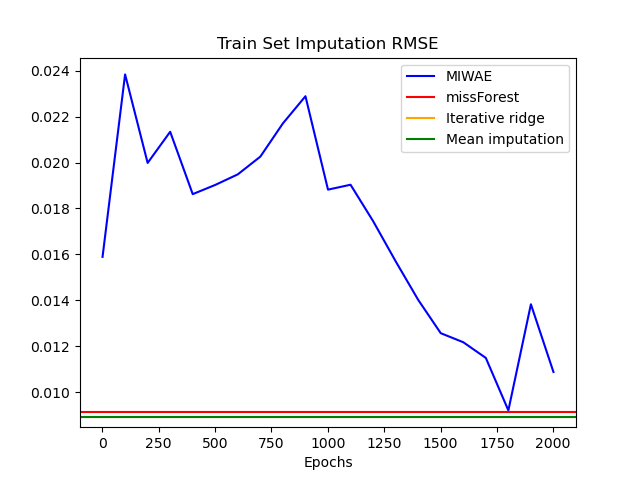 Train Set Imputation RMSE
MIWAE
missForest
Iterative ridge
Mean imputation
0.024
0.022
0.020
0.018
0.016
0.014
0.012
0.010
0 250 500 750 1000 1250 1500 1750 2000
Epochs